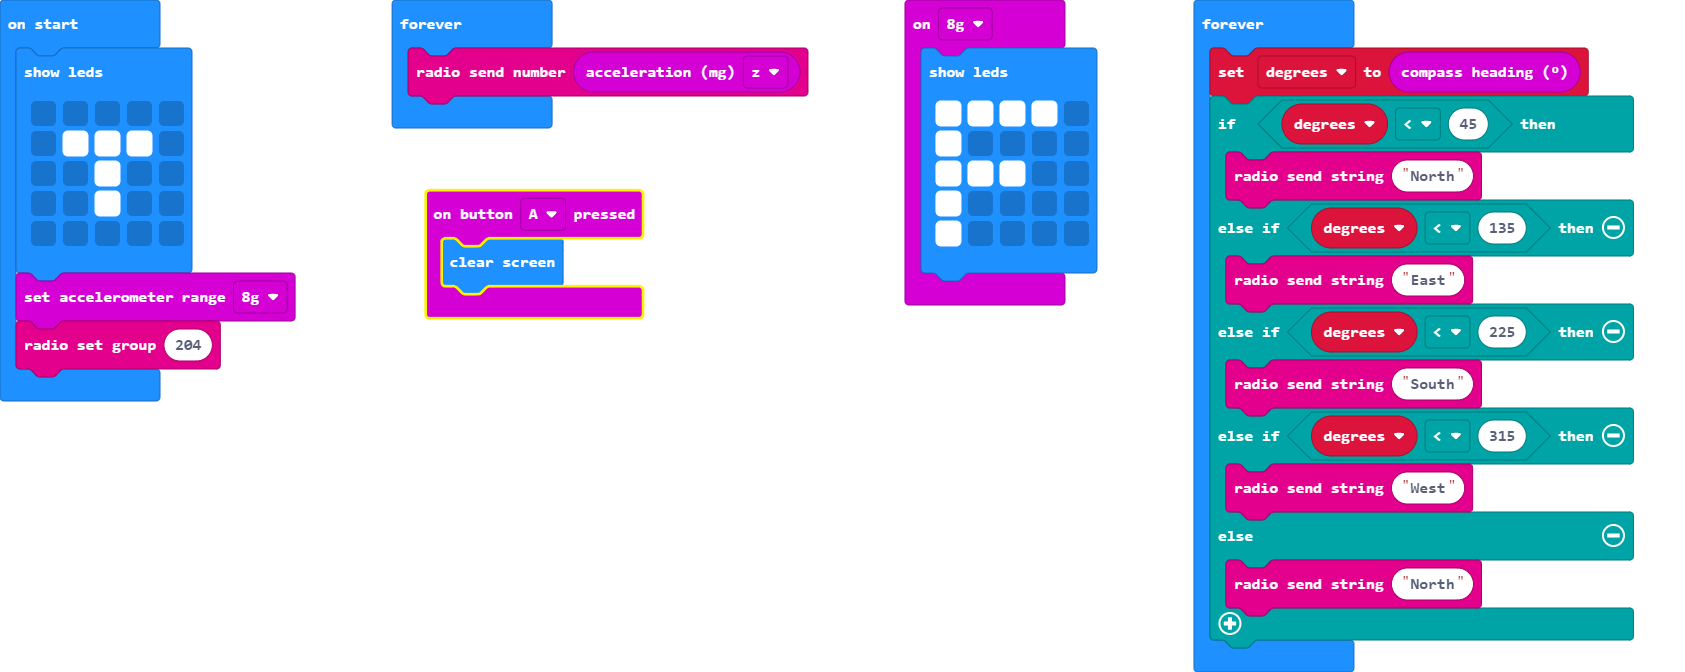 on start
show leds
set accelerometer range 8g
radio set group 204
forever
radio send number acceleration (mg) z
on button A pressed
clear screen
on 8g
show leds
forever
set degrees to compass heading (º)
if degrees < 45 then
radio send string "North"
else if degrees < 135 then
radio send string "East"
else if degrees < 225 then
radio send string "South"
else if degrees < 315 then
radio send string "West"
else
radio send string "North"